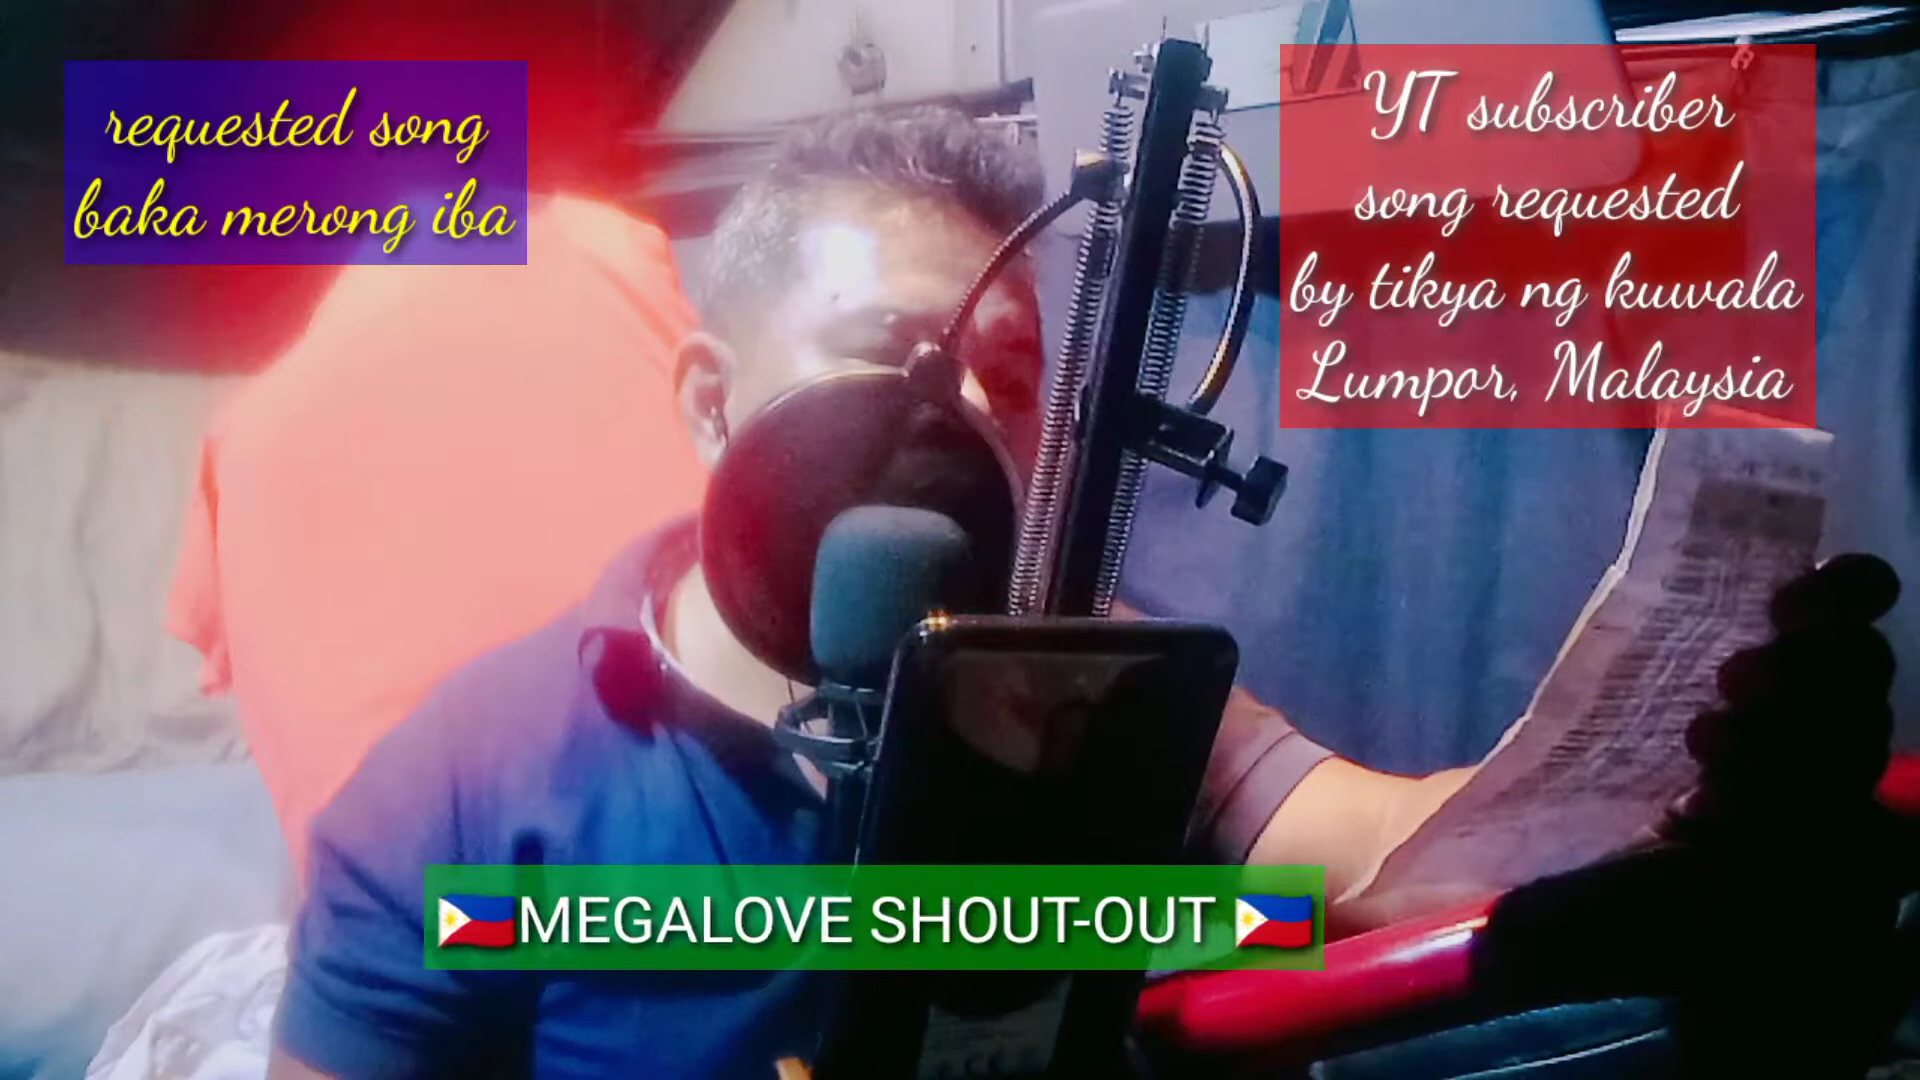 requested song
baka merong iba
YT subscriber
song requested
by tikya ng kuwala
Lumpor, Malaysia
🇵🇭MEGALOVE SHOUT-OUT 🇵🇭